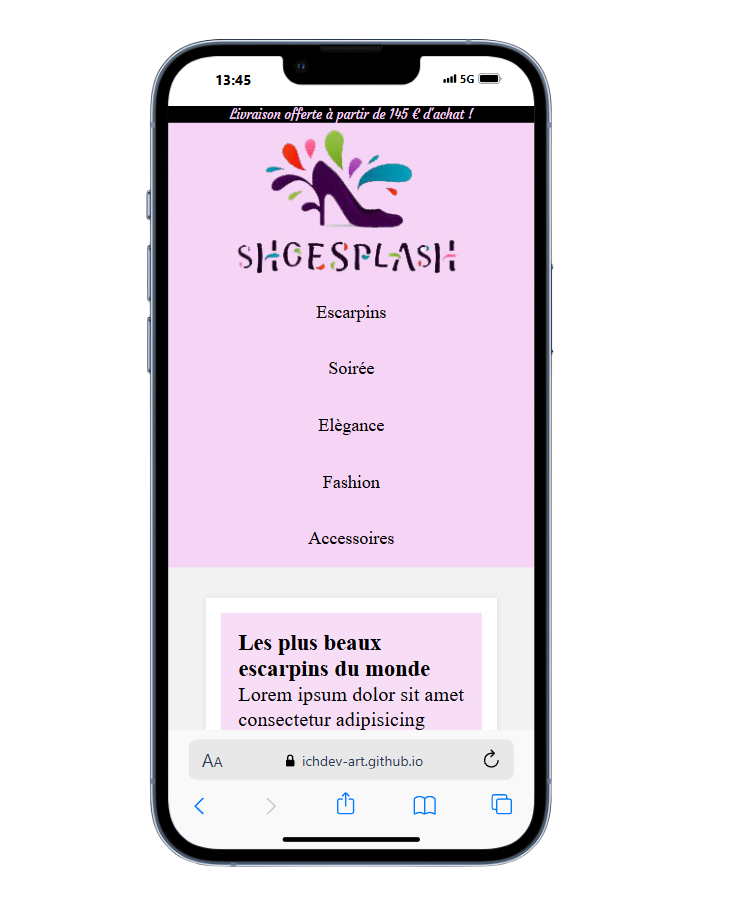 13:45
5G
Livraison offerte à partir de 145 € d'achat !
SHOESPLASH
Escarpins
Soirée
Elègance
Fashion
Accessoires
Les plus beaux
escarpins du monde
Lorem ipsum dolor sit amet
consectetur adipisicing
AA
ichdev-art.github.io